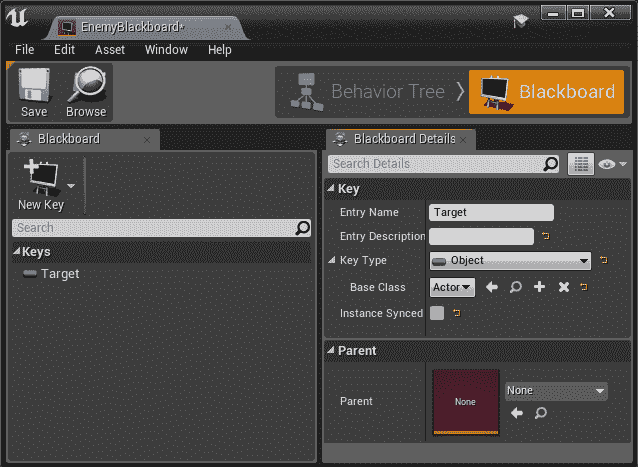 EnemyBlackboard*
File Edit Asset Window Help
Save Browse
Behavior Tree Blackboard
Blackboard
New Key
Search
Keys
Target
Blackboard Details
Search Details
Key
Entry Name Target
Entry Description
Key Type Object
Base Class Actor
Instance Synced
Parent
Parent None None